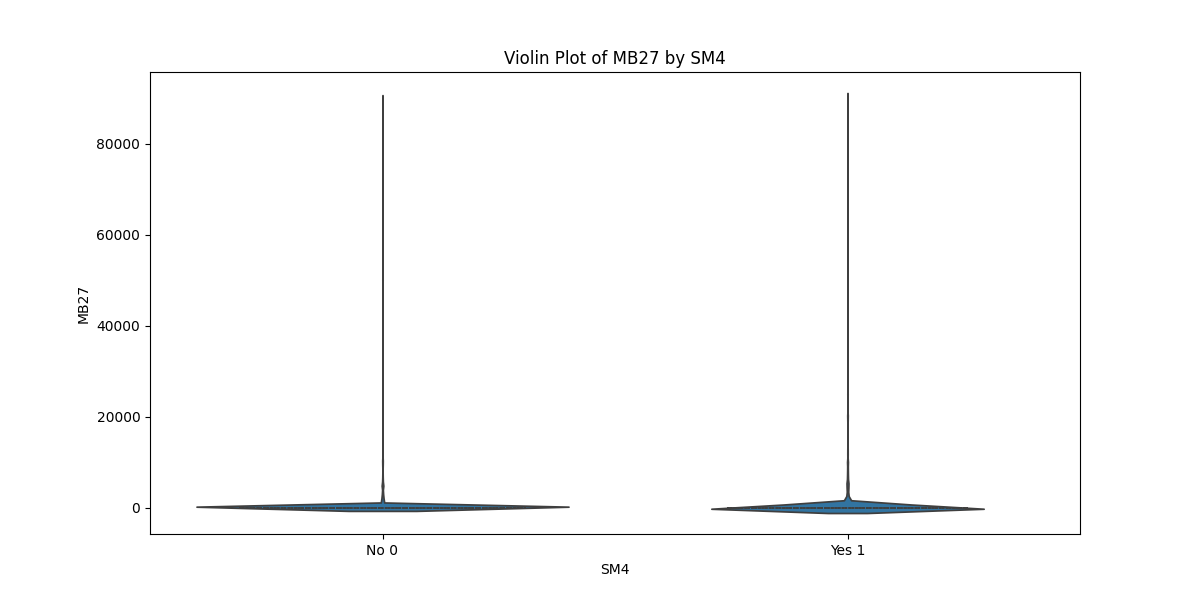 Violin Plot of MB27 by SM4
80000
60000
40000
20000
0
MB27
No 0
Yes 1
SM4